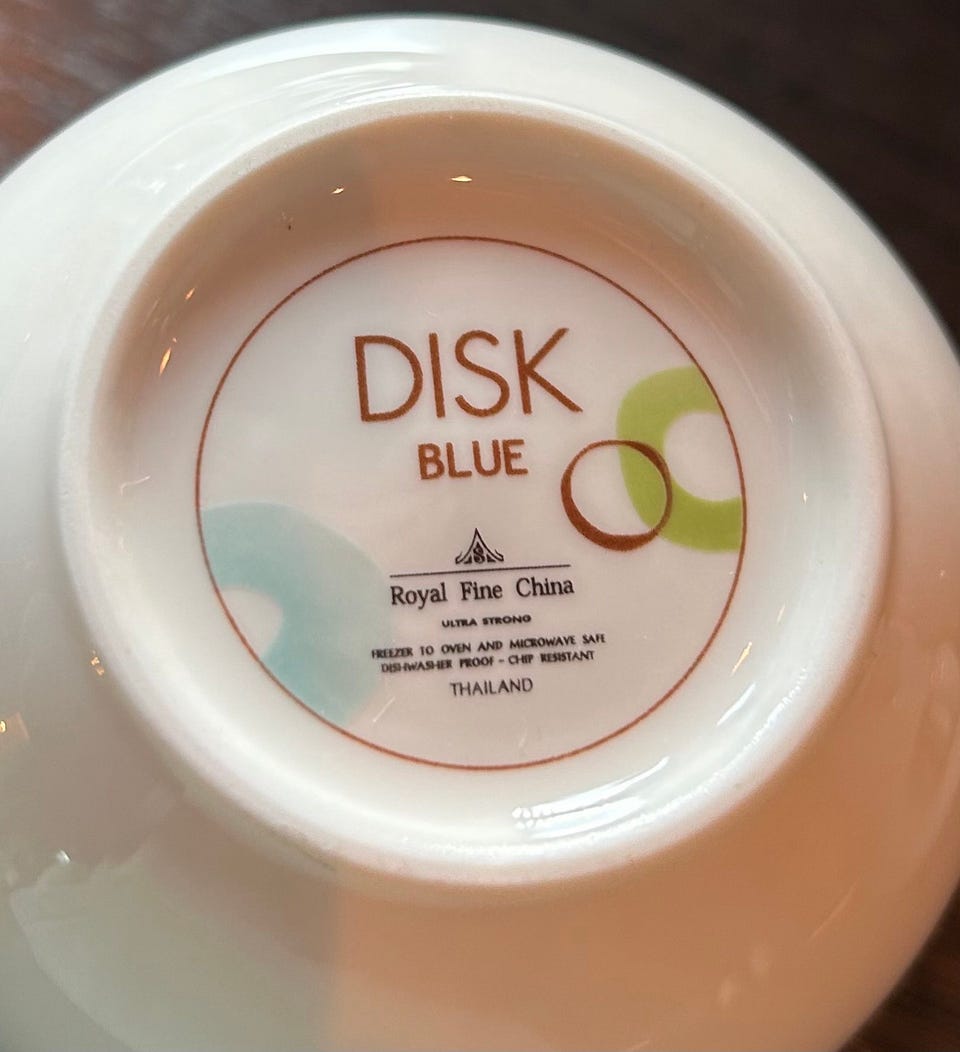 DISK
BLUE
Royal Fine China
ULTRA STRONG
FREEZER TO OVEN AND MICROWAVE SAFE
DISHWASHER PROOF - CHIP RESISTANT
THAILAND